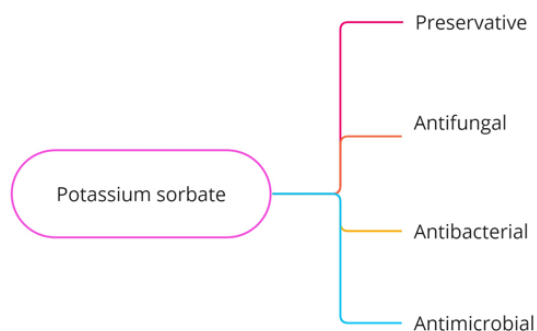 Preservative
Antifungal
Potassium sorbate
Antibacterial
Antimicrobial